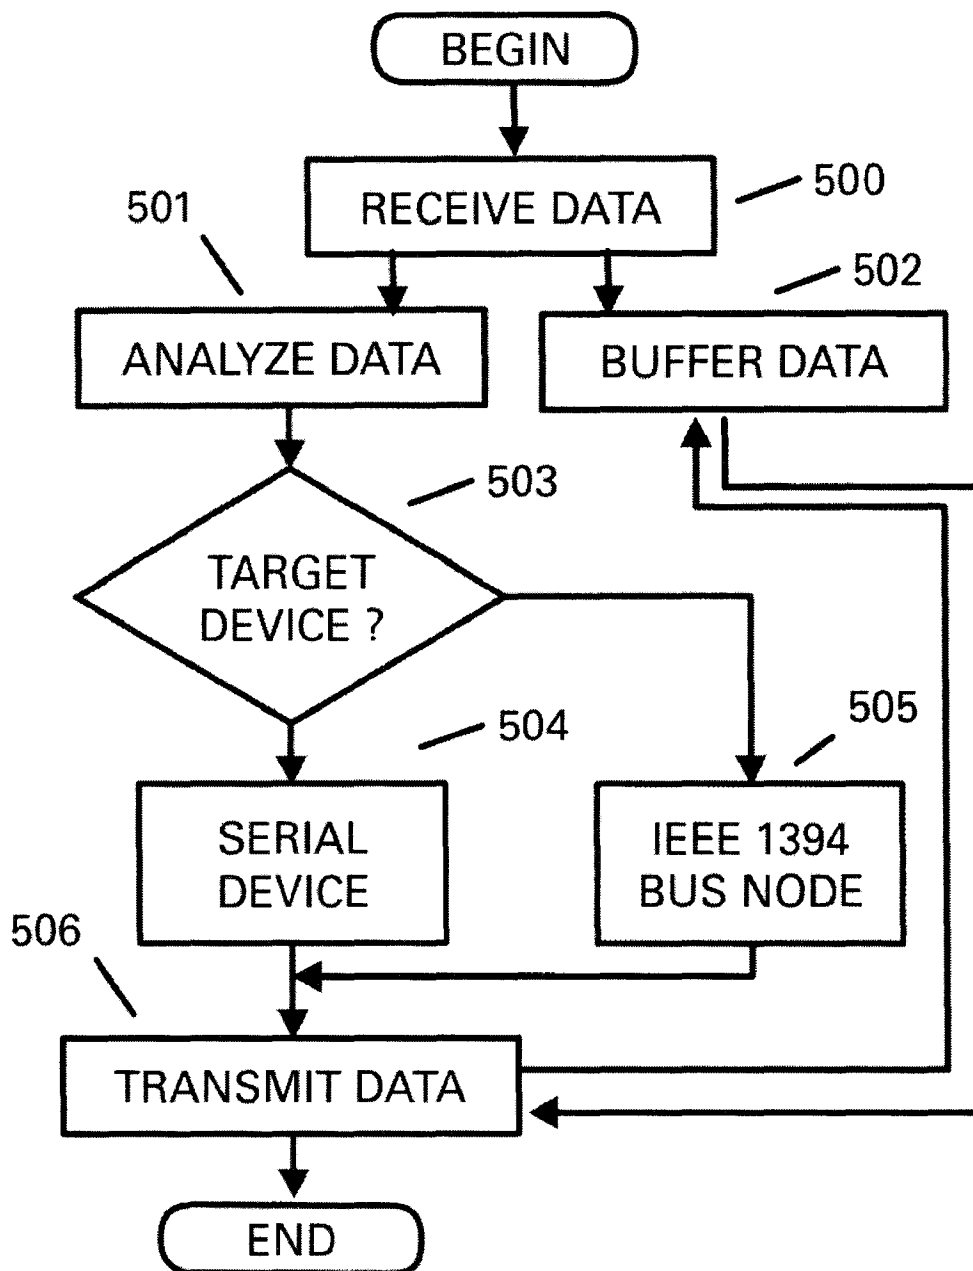 BEGIN
RECEIVE DATA
500
501
502
ANALYZE DATA
BUFFER DATA
503
TARGET
DEVICE ?
504
505
SERIAL
DEVICE
IEEE 1394
BUS NODE
506
TRANSMIT DATA
END